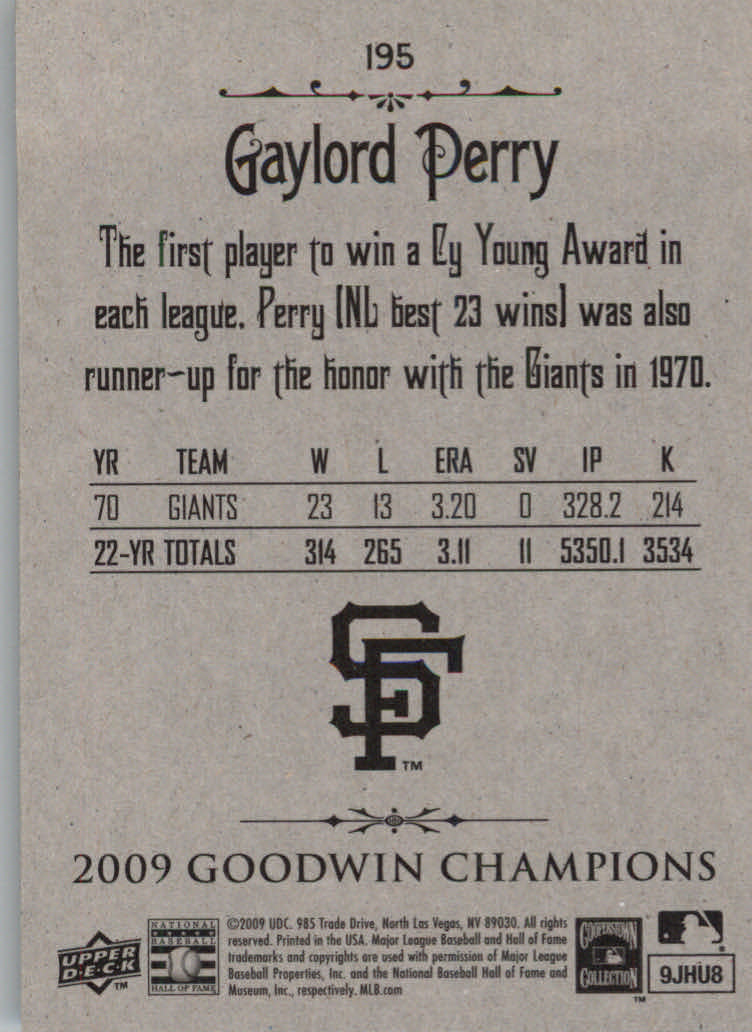 195
Gaylord Perry
The first player to win a Cy Young Award in
each league. Perry (NL best 23 wins) was also
runner-up for the honor with the Giants in 1970.
YR TEAM W L ERA SV IP K
70 GIANTS 23 13 3.20 0 328.2 214
22-YR TOTALS 314 265 3.11 11 5350.1 3534
SF TM
2009 GOODWIN CHAMPIONS
UPPER DECK TM
NATIONAL BASEBALL HALL OF FAME
©2009 UDC. 985 Trade Drive, North Las Vegas, NV 89030. All rights
reserved. Printed in the USA. Major League Baseball and Hall of Fame
trademarks and copyrights are used with permission of Major League
Baseball Properties, Inc. and the National Baseball Hall of Fame and
Museum, Inc., respectively. MLB.com
COOPERSTOWN COLLECTION TM
9JHU8